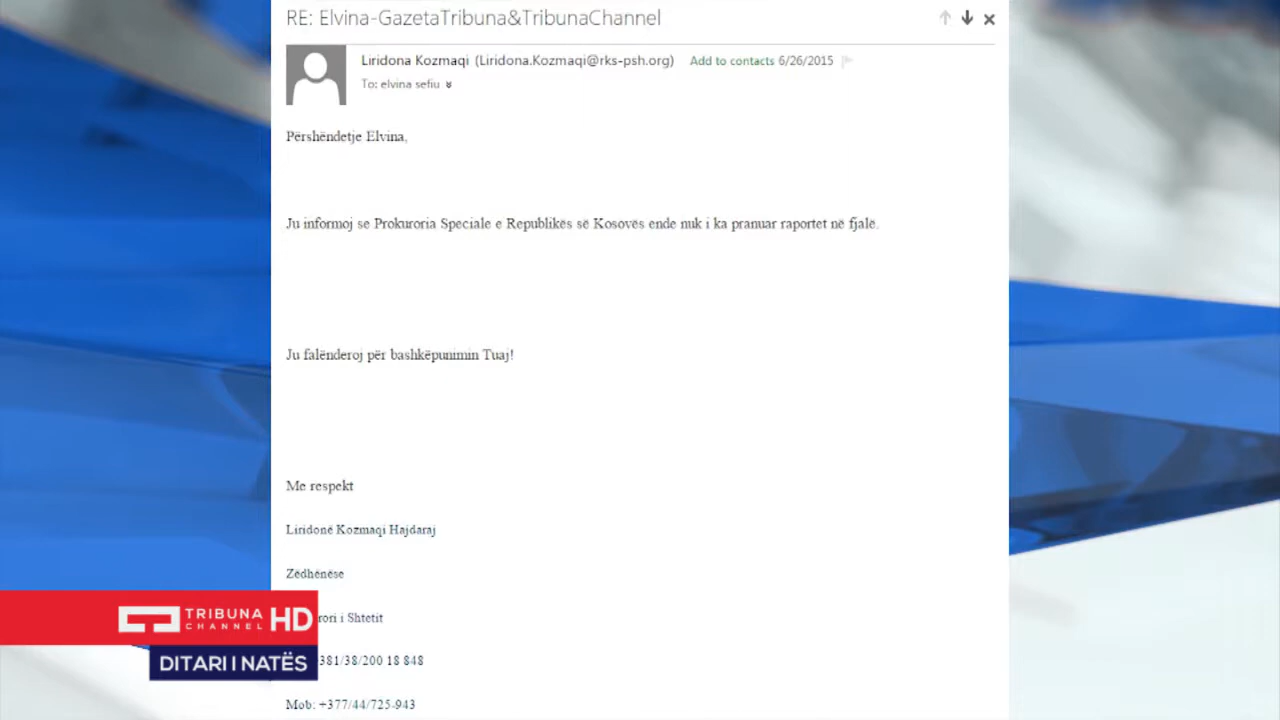 RE: Elvina-GazetaTribuna&TribunaChannel
Liridona Kozmaqi (Liridona.Kozmaqi@rks-psh.org) Add to contacts 6/26/2015
To: elvina sefiu
Përshëndetje Elvina,
Ju informoj se Prokuroria Speciale e Republikës së Kosovës ende nuk i ka pranuar raportet në fjalë.
Ju falënderoj për bashkëpunimin Tuaj!
Me respekt
Liridonë Kozmaqi Hajdaraj
Zëdhënëse
i Shtetit
381/38/200 18 848
Mob: +377/44/725-943
TRIBUNA
CHANNEL
HD
DITARI I NATËS